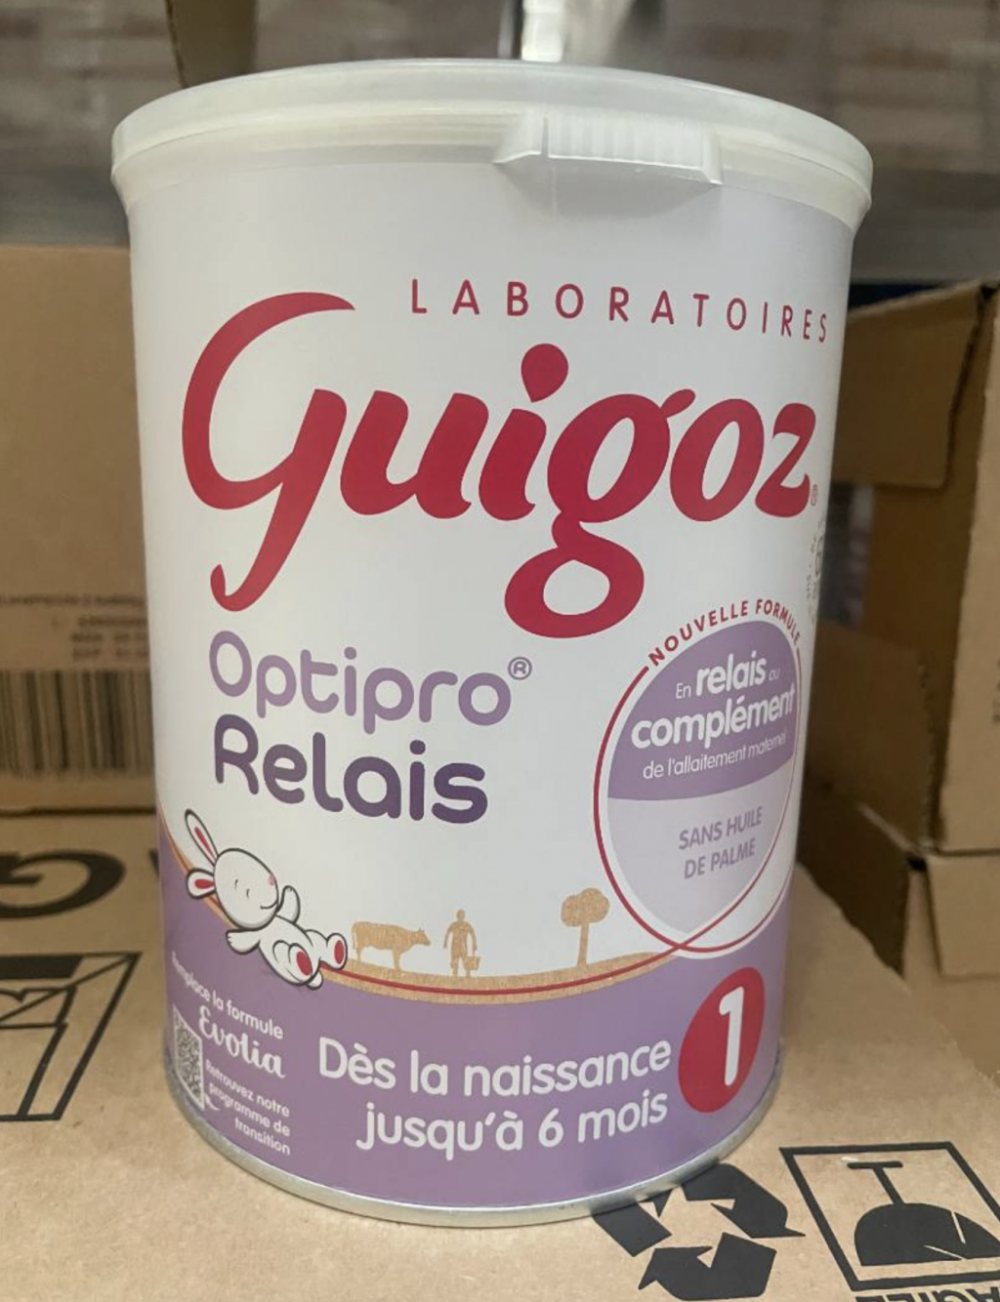 LABORATOIRES
Guigoz
NOUVELLE FORMULE
En relais ou
complément
de l'allaitement maternel
SANS HUILE
DE PALME
Optipro®
Relais
Remplace la formule
Evolia
Retrouvez notre
programme de
transition
Dès la naissance
jusqu'à 6 mois
1